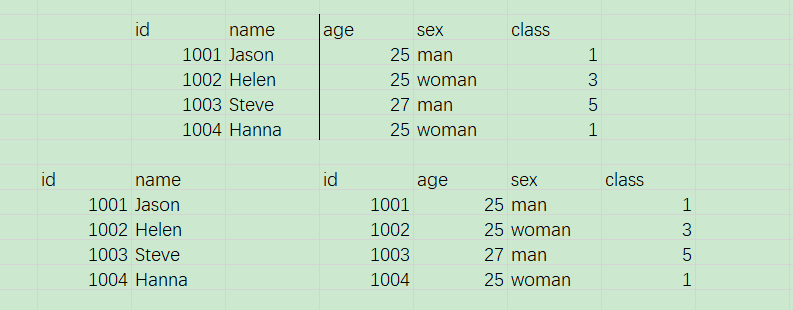 id name age sex class
1001 Jason 25 man 1
1002 Helen 25 woman 3
1003 Steve 27 man 5
1004 Hanna 25 woman 1
id name id age sex class
1001 Jason 1001 25 man 1
1002 Helen 1002 25 woman 3
1003 Steve 1003 27 man 5
1004 Hanna 1004 25 woman 1